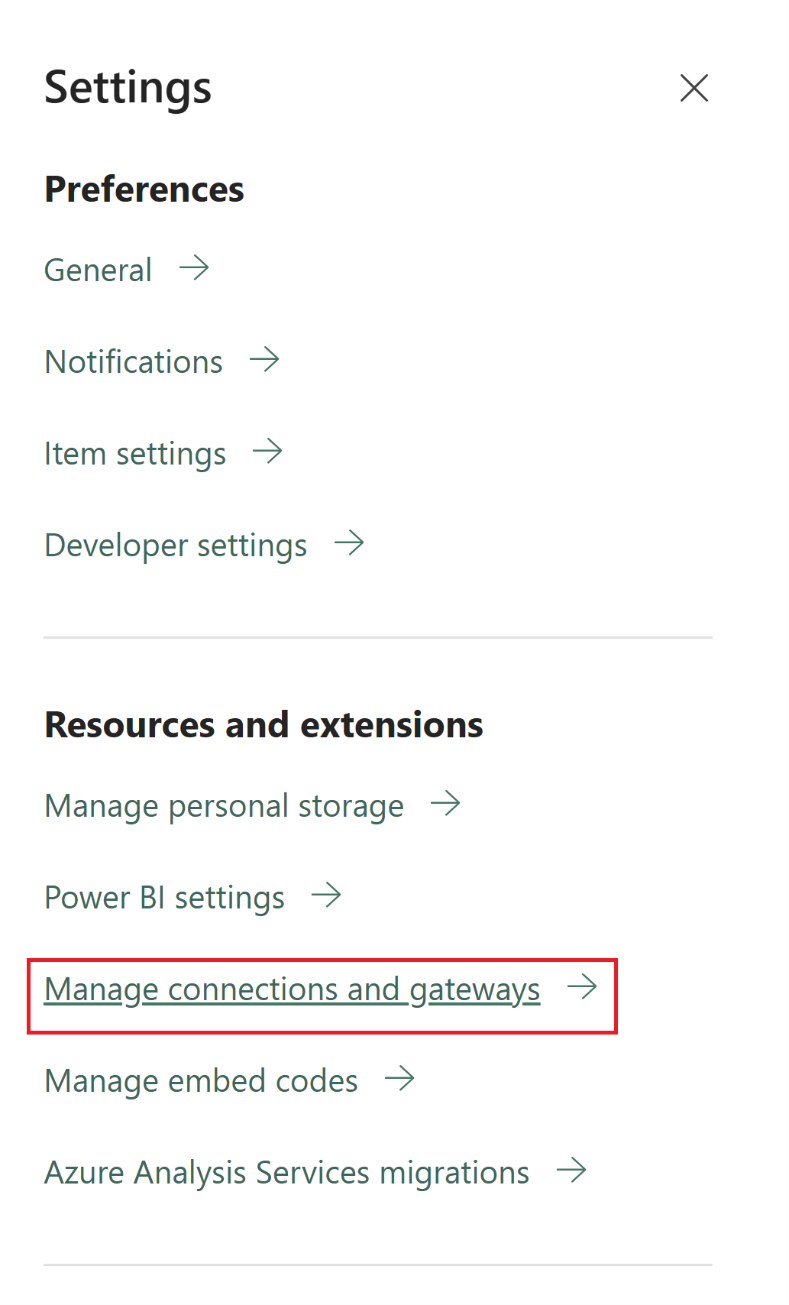 Settings
Preferences
General
Notifications
Item settings
Developer settings
Resources and extensions
Manage personal storage
Power BI settings
Manage connections and gateways
Manage embed codes
Azure Analysis Services migrations